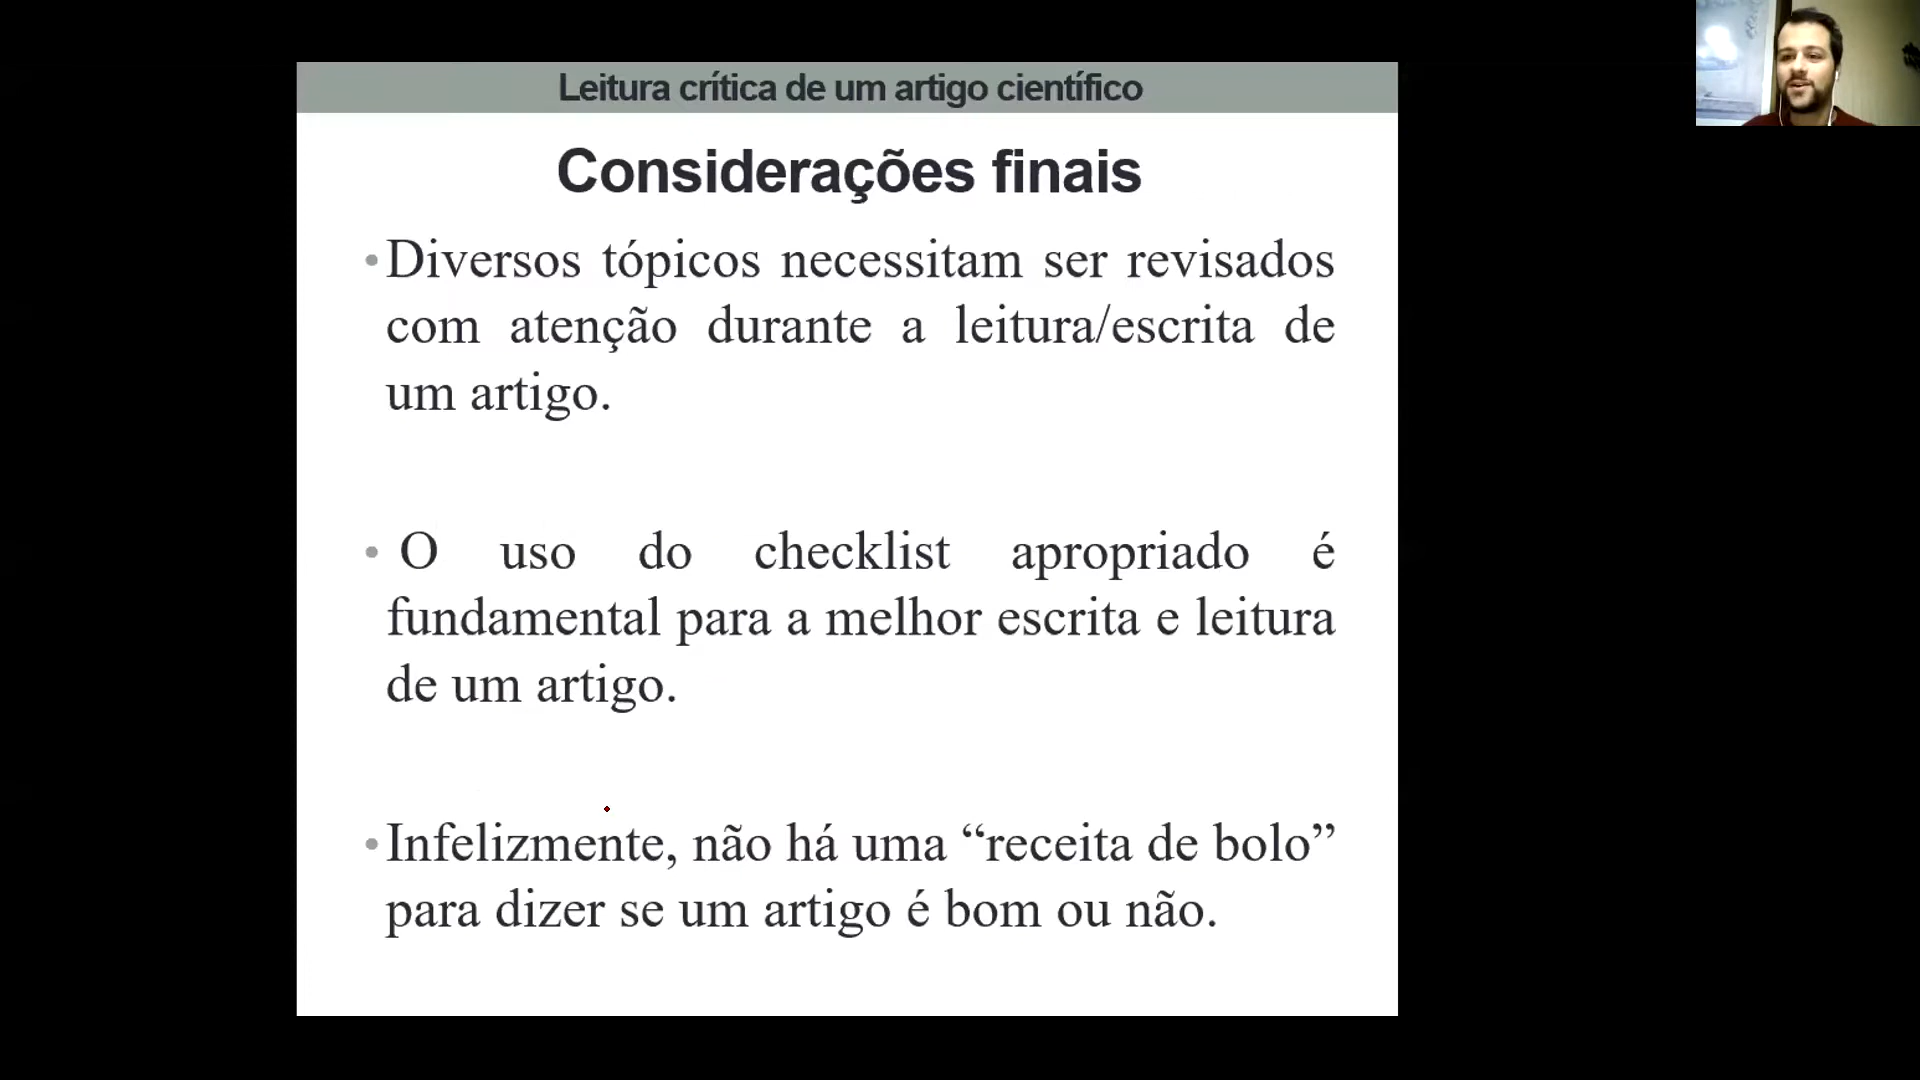 Leitura crítica de um artigo científico
Considerações finais
•Diversos tópicos necessitam ser revisados
com atenção durante a leitura/escrita de
um artigo.
• O uso do checklist apropriado é
fundamental para a melhor escrita e leitura
de um artigo.
•Infelizmente, não há uma “receita de bolo”
para dizer se um artigo é bom ou não.